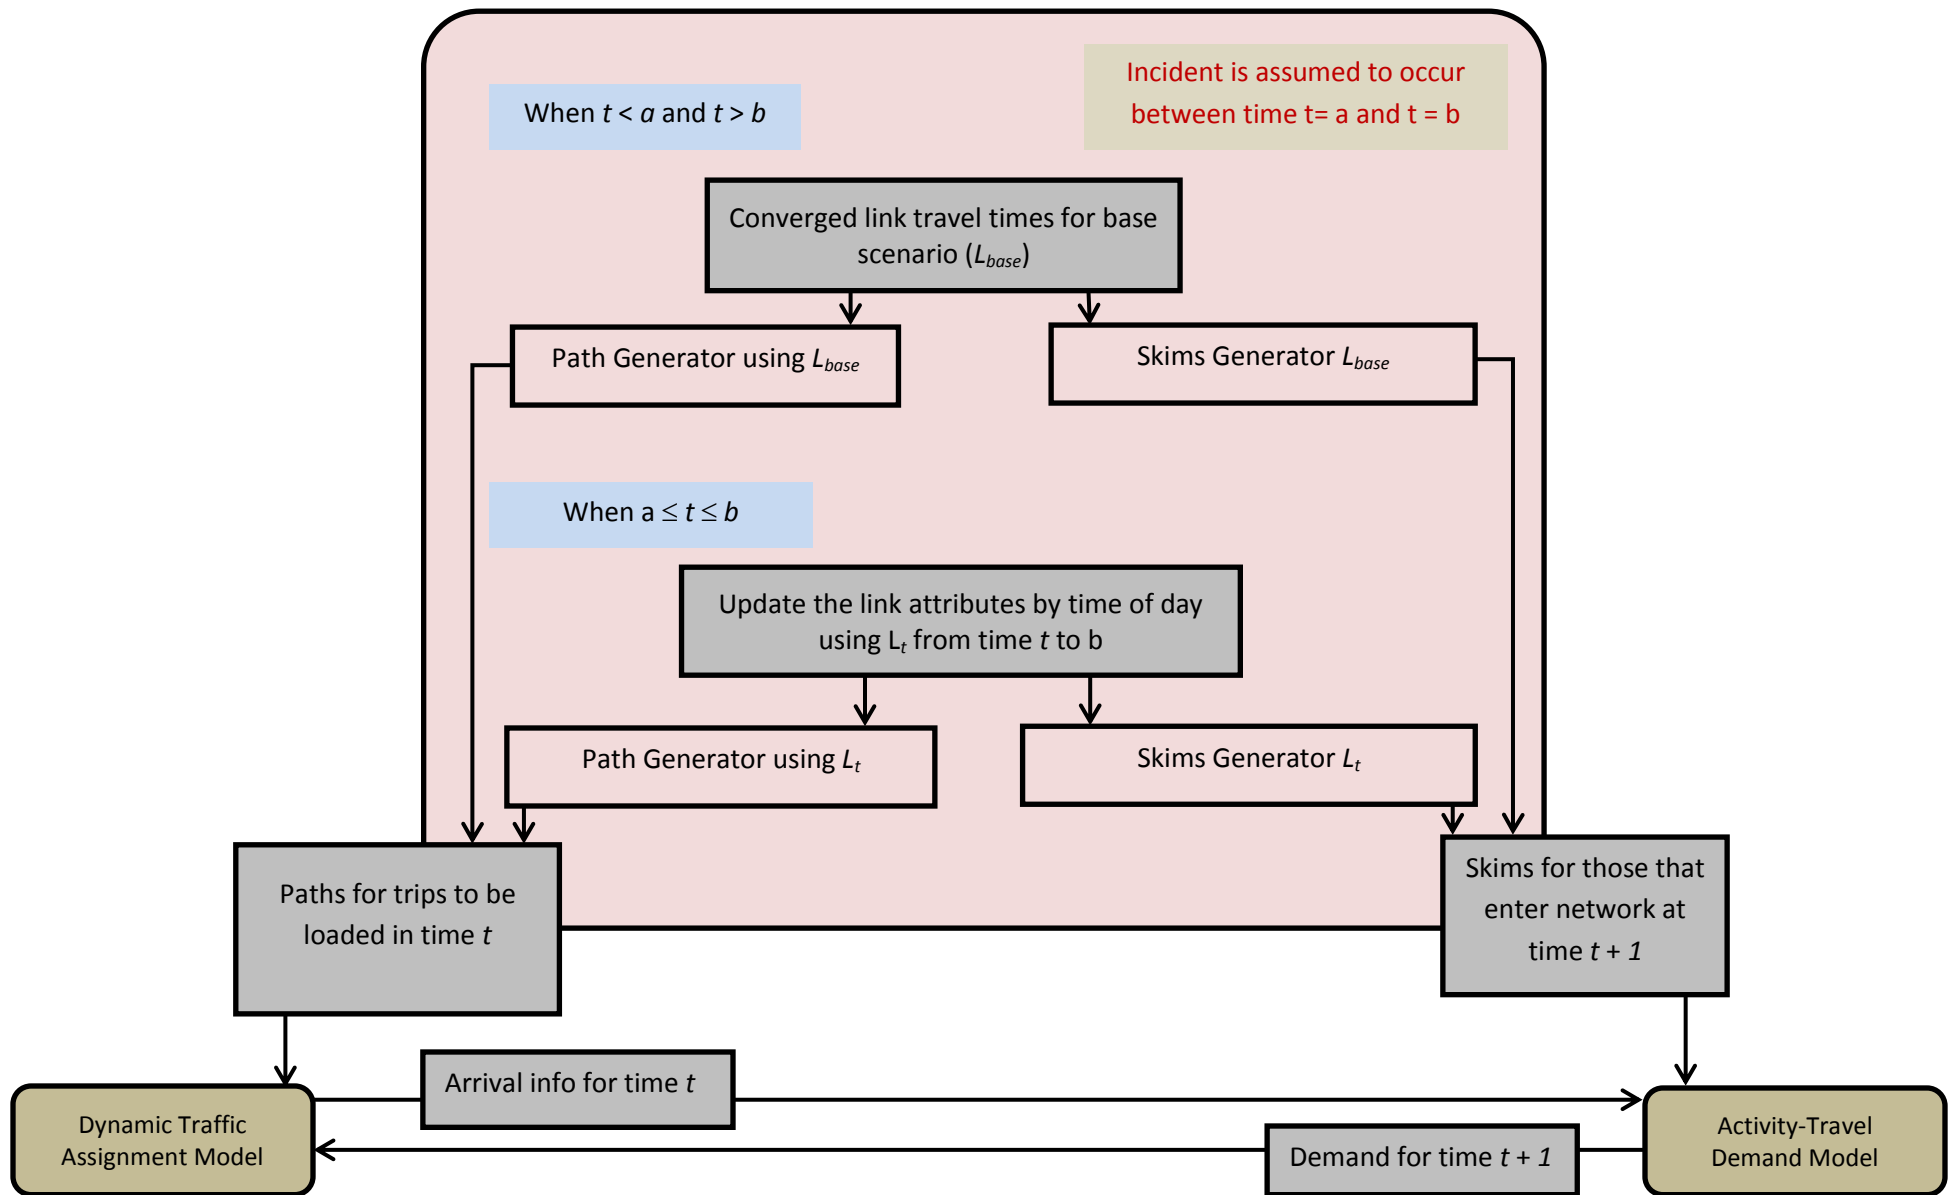 When t < a and t > b
Incident is assumed to occur
between time t= a and t = b
Converged link travel times for base
scenario (Lbase)
Path Generator using Lbase
Skims Generator Lbase
When a ≤ t ≤ b
Update the link attributes by time of day
using Lt from time t to b
Path Generator using Lt
Skims Generator Lt
Paths for trips to be
loaded in time t
Skims for those that
enter network at
time t + 1
Arrival info for time t
Dynamic Traffic
Assignment Model
Demand for time t + 1
Activity-Travel
Demand Model